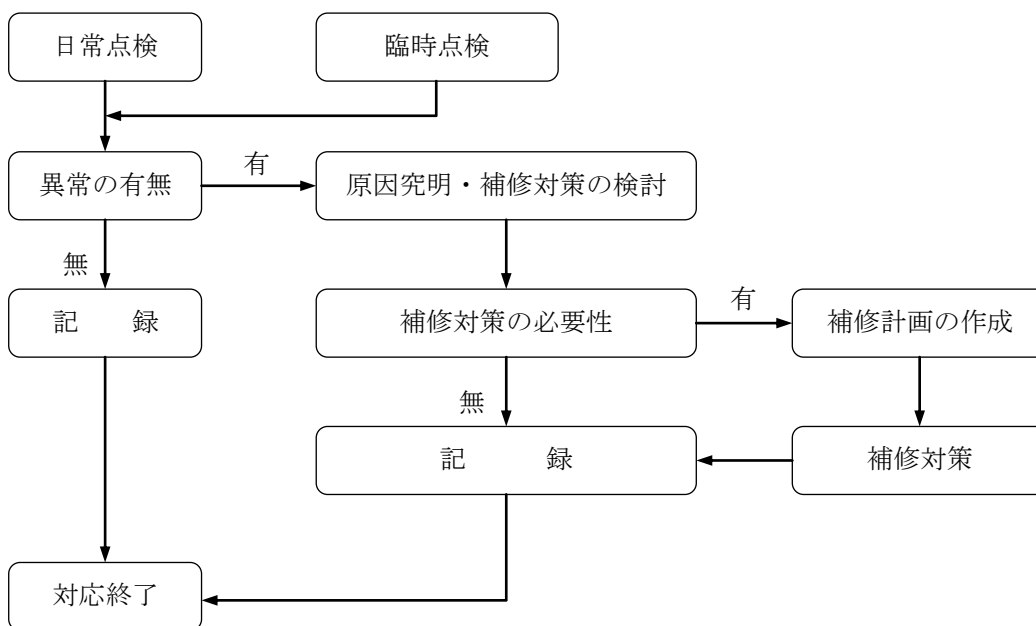 日常点検
臨時点検
異常の有無
有
原因究明・補修対策の検討
無
記　　録
補修対策の必要性
有
補修計画の作成
無
記　　　録
補修対策
対応終了